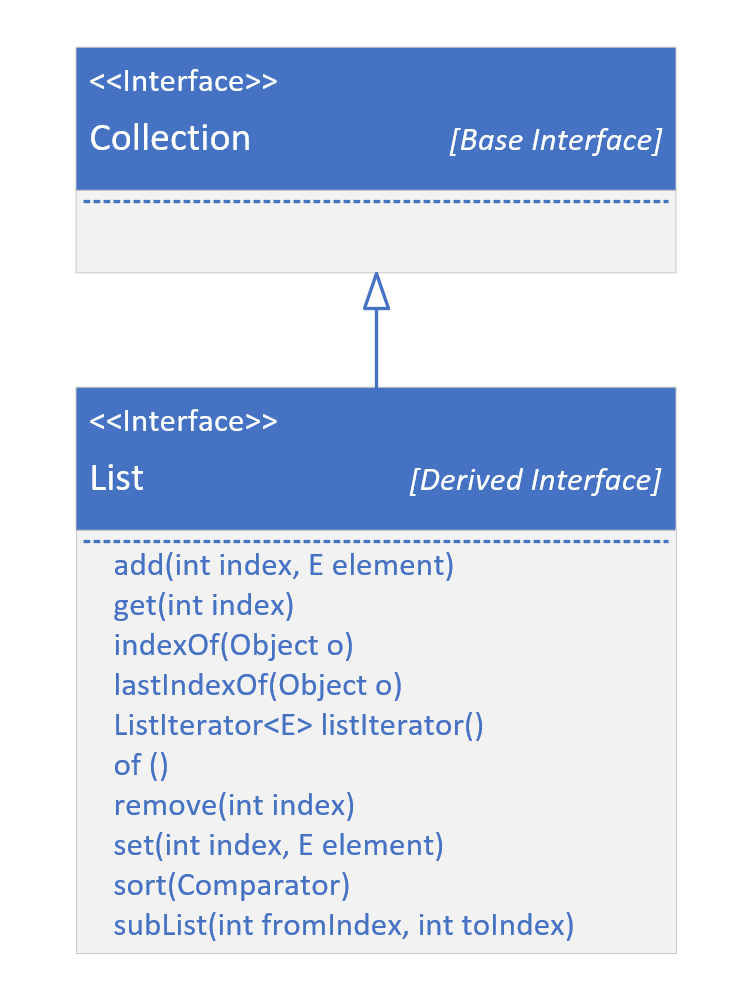 <<Interface>>
Collection [Base Interface]
<<Interface>>
List [Derived Interface]
add(int index, E element)
get(int index)
indexOf(Object o)
lastIndexOf(Object o)
ListIterator<E> listIterator()
of ()
remove(int index)
set(int index, E element)
sort(Comparator)
subList(int fromIndex, int toIndex)